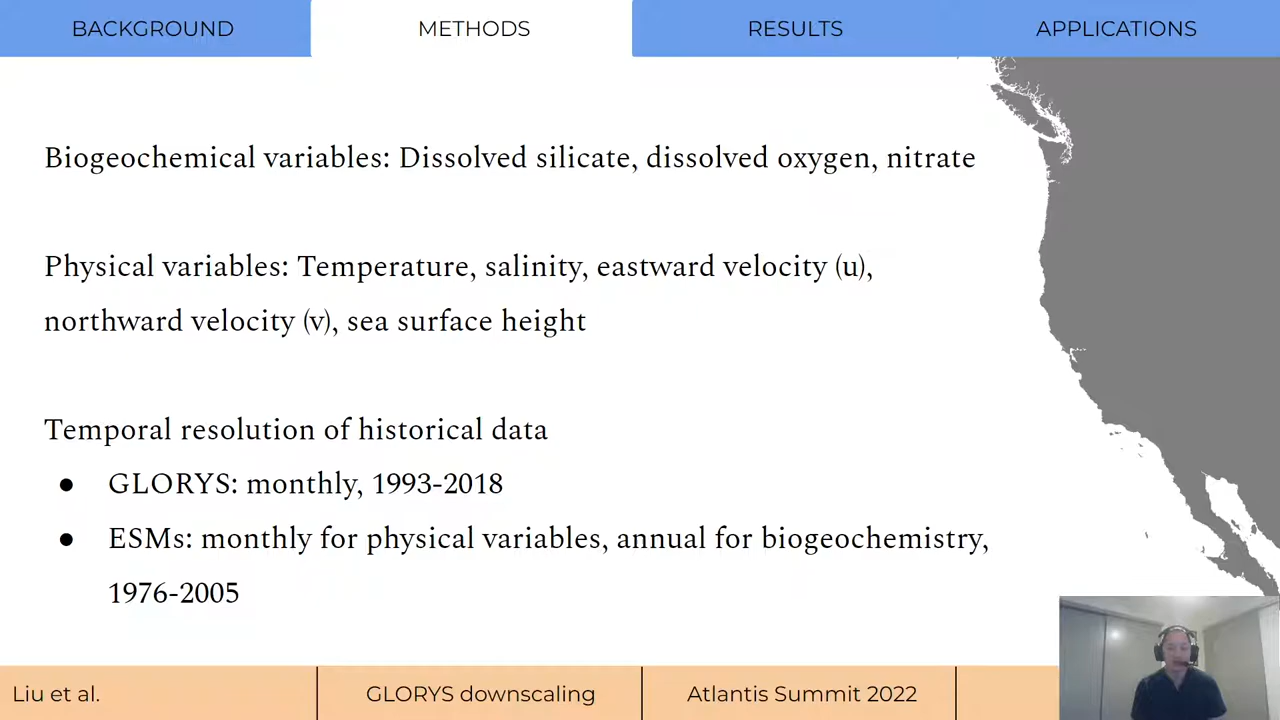 BACKGROUND
METHODS
RESULTS
APPLICATIONS
Biogeochemical variables: Dissolved silicate, dissolved oxygen, nitrate
Physical variables: Temperature, salinity, eastward velocity (u),
northward velocity (v), sea surface height
Temporal resolution of historical data
● GLORYS: monthly, 1993-2018
● ESMs: monthly for physical variables, annual for biogeochemistry,
1976-2005
Liu et al.
GLORYS downscaling
Atlantis Summit 2022